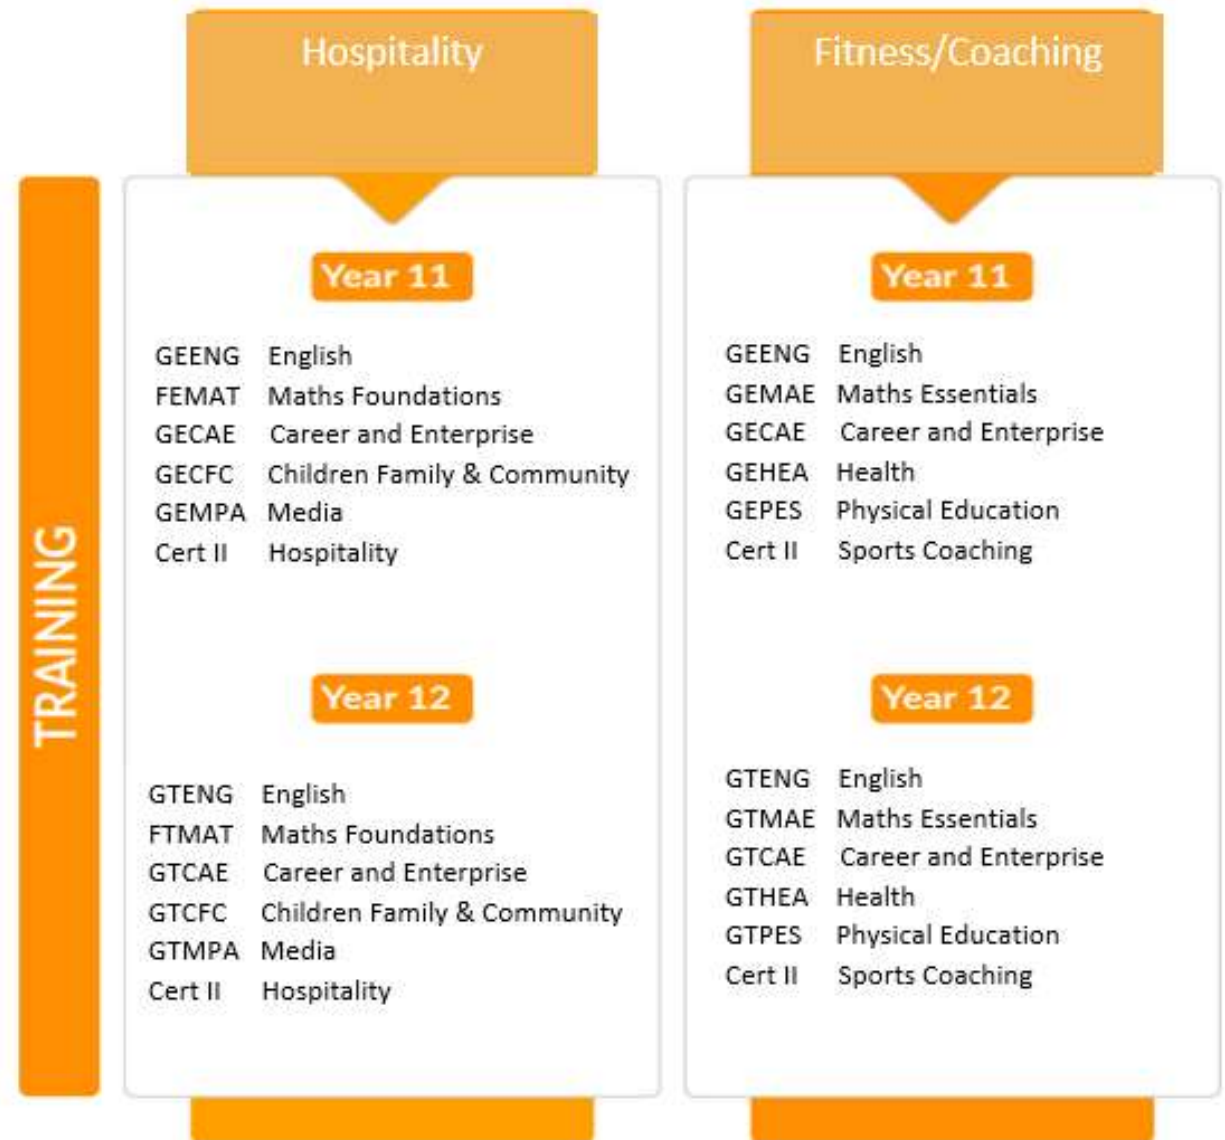 Hospitality
Fitness/Coaching
TRAINING
Year 11
GEENG English
FEMAT Maths Foundations
GECAE Career and Enterprise
GECFC Children Family & Community
GEMPA Media
Cert II Hospitality
Year 12
GTENG English
FTMAT Maths Foundations
GTCAE Career and Enterprise
GTCFC Children Family & Community
GTMPA Media
Cert II Hospitality
Year 11
GEENG English
GEMAE Maths Essentials
GECAE Career and Enterprise
GEHEA Health
GEPES Physical Education
Cert II Sports Coaching
Year 12
GTENG English
GTMAE Maths Essentials
GTCAE Career and Enterprise
GTHEA Health
GTPES Physical Education
Cert II Sports Coaching